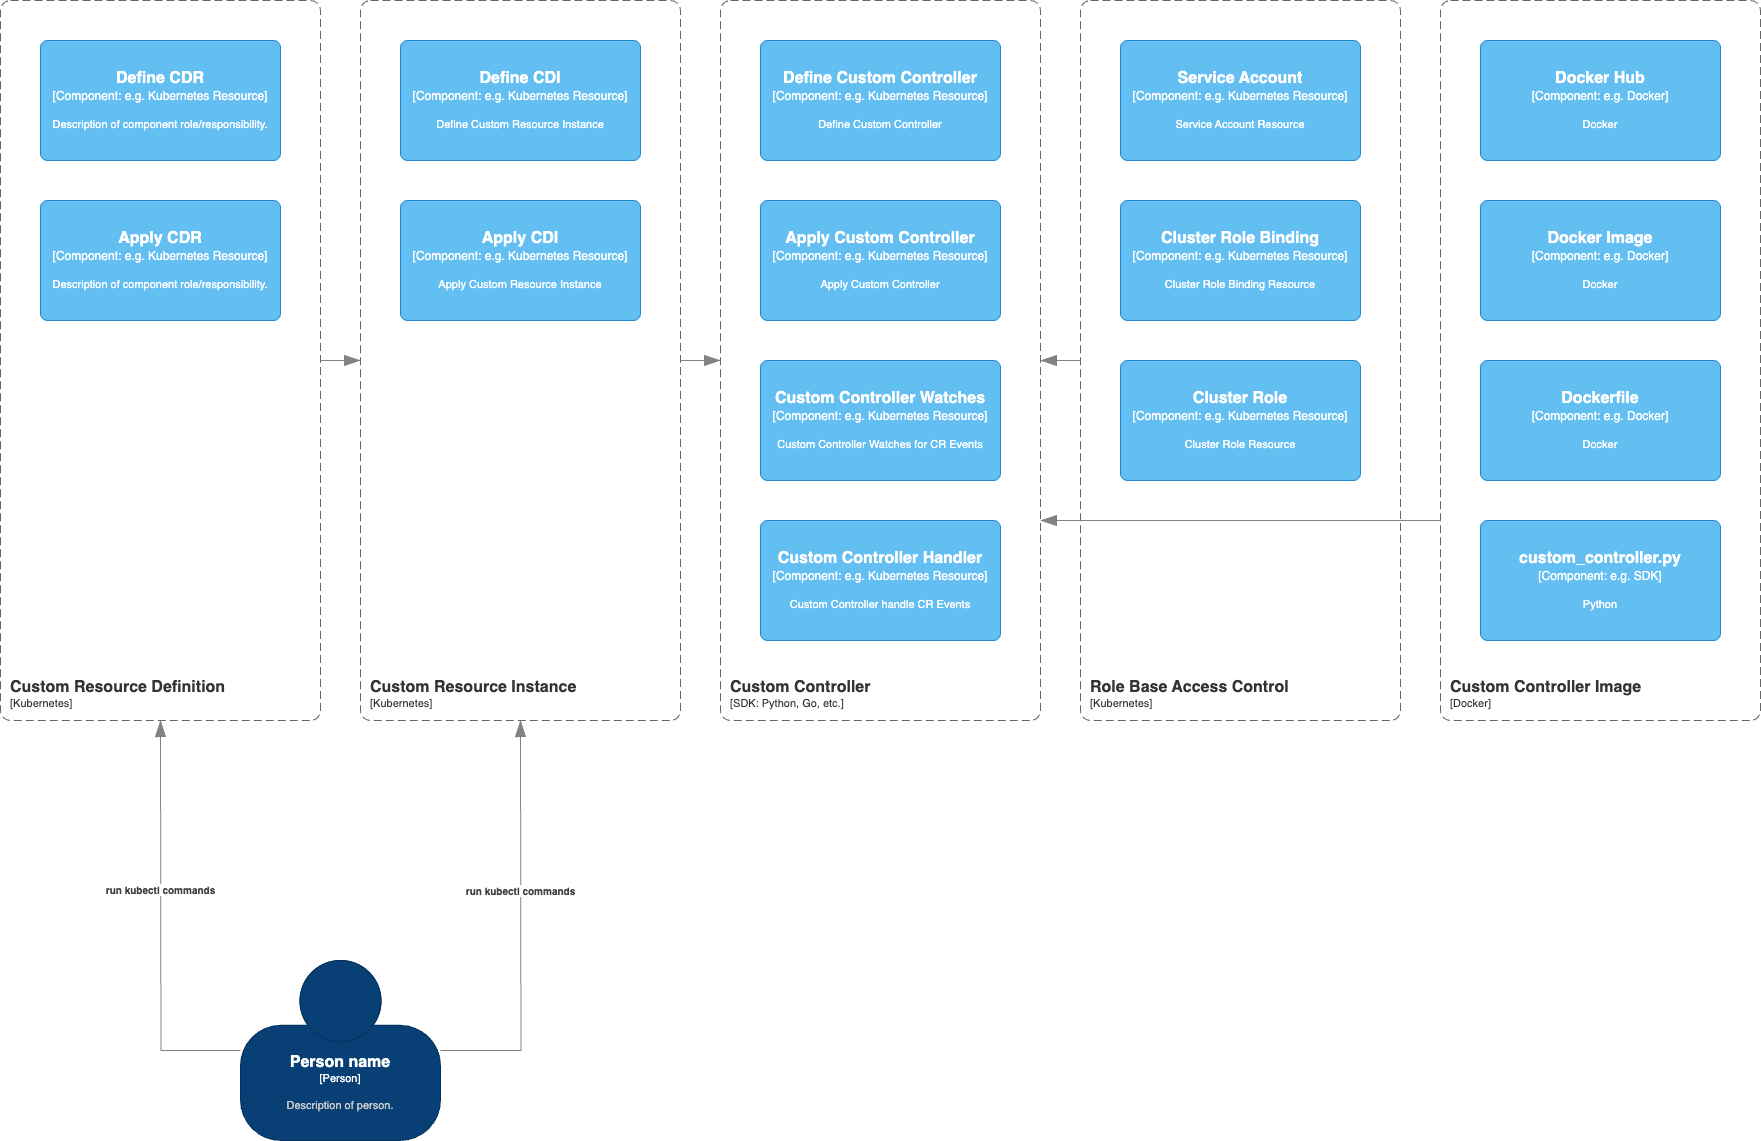 Define CDR
[Component: e.g. Kubernetes Resource]
Description of component role/responsibility.
Apply CDR
[Component: e.g. Kubernetes Resource]
Description of component role/responsibility.
Custom Resource Definition
[Kubernetes]
Define CDI
[Component: e.g. Kubernetes Resource]
Define Custom Resource Instance
Apply CDI
[Component: e.g. Kubernetes Resource]
Apply Custom Resource Instance
Custom Resource Instance
[Kubernetes]
Define Custom Controller
[Component: e.g. Kubernetes Resource]
Define Custom Controller
Apply Custom Controller
[Component: e.g. Kubernetes Resource]
Apply Custom Controller
Custom Controller Watches
[Component: e.g. Kubernetes Resource]
Custom Controller Watches for CR Events
Custom Controller Handler
[Component: e.g. Kubernetes Resource]
Custom Controller handle CR Events
Custom Controller
[SDK: Python, Go, etc.]
Service Account
[Component: e.g. Kubernetes Resource]
Service Account Resource
Cluster Role Binding
[Component: e.g. Kubernetes Resource]
Cluster Role Binding Resource
Cluster Role
[Component: e.g. Kubernetes Resource]
Cluster Role Resource
Role Base Access Control
[Kubernetes]
Docker Hub
[Component: e.g. Docker]
Docker
Docker Image
[Component: e.g. Docker]
Docker
Dockerfile
[Component: e.g. Docker]
Docker
custom_controller.py
[Component: e.g. SDK]
Python
Custom Controller Image
[Docker]
run kubectl commands
run kubectl commands
Person name
[Person]
Description of person.